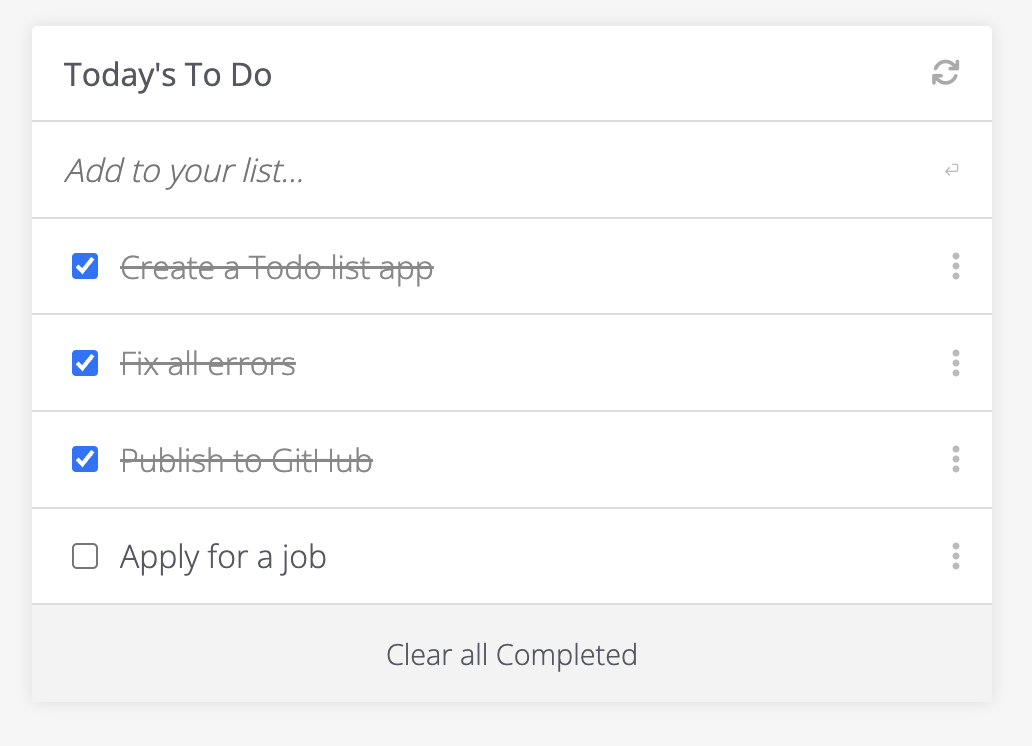 Today's To Do
Add to your list...
Create a Todo list app
Fix all errors
Publish to GitHub
Apply for a job
Clear all Completed